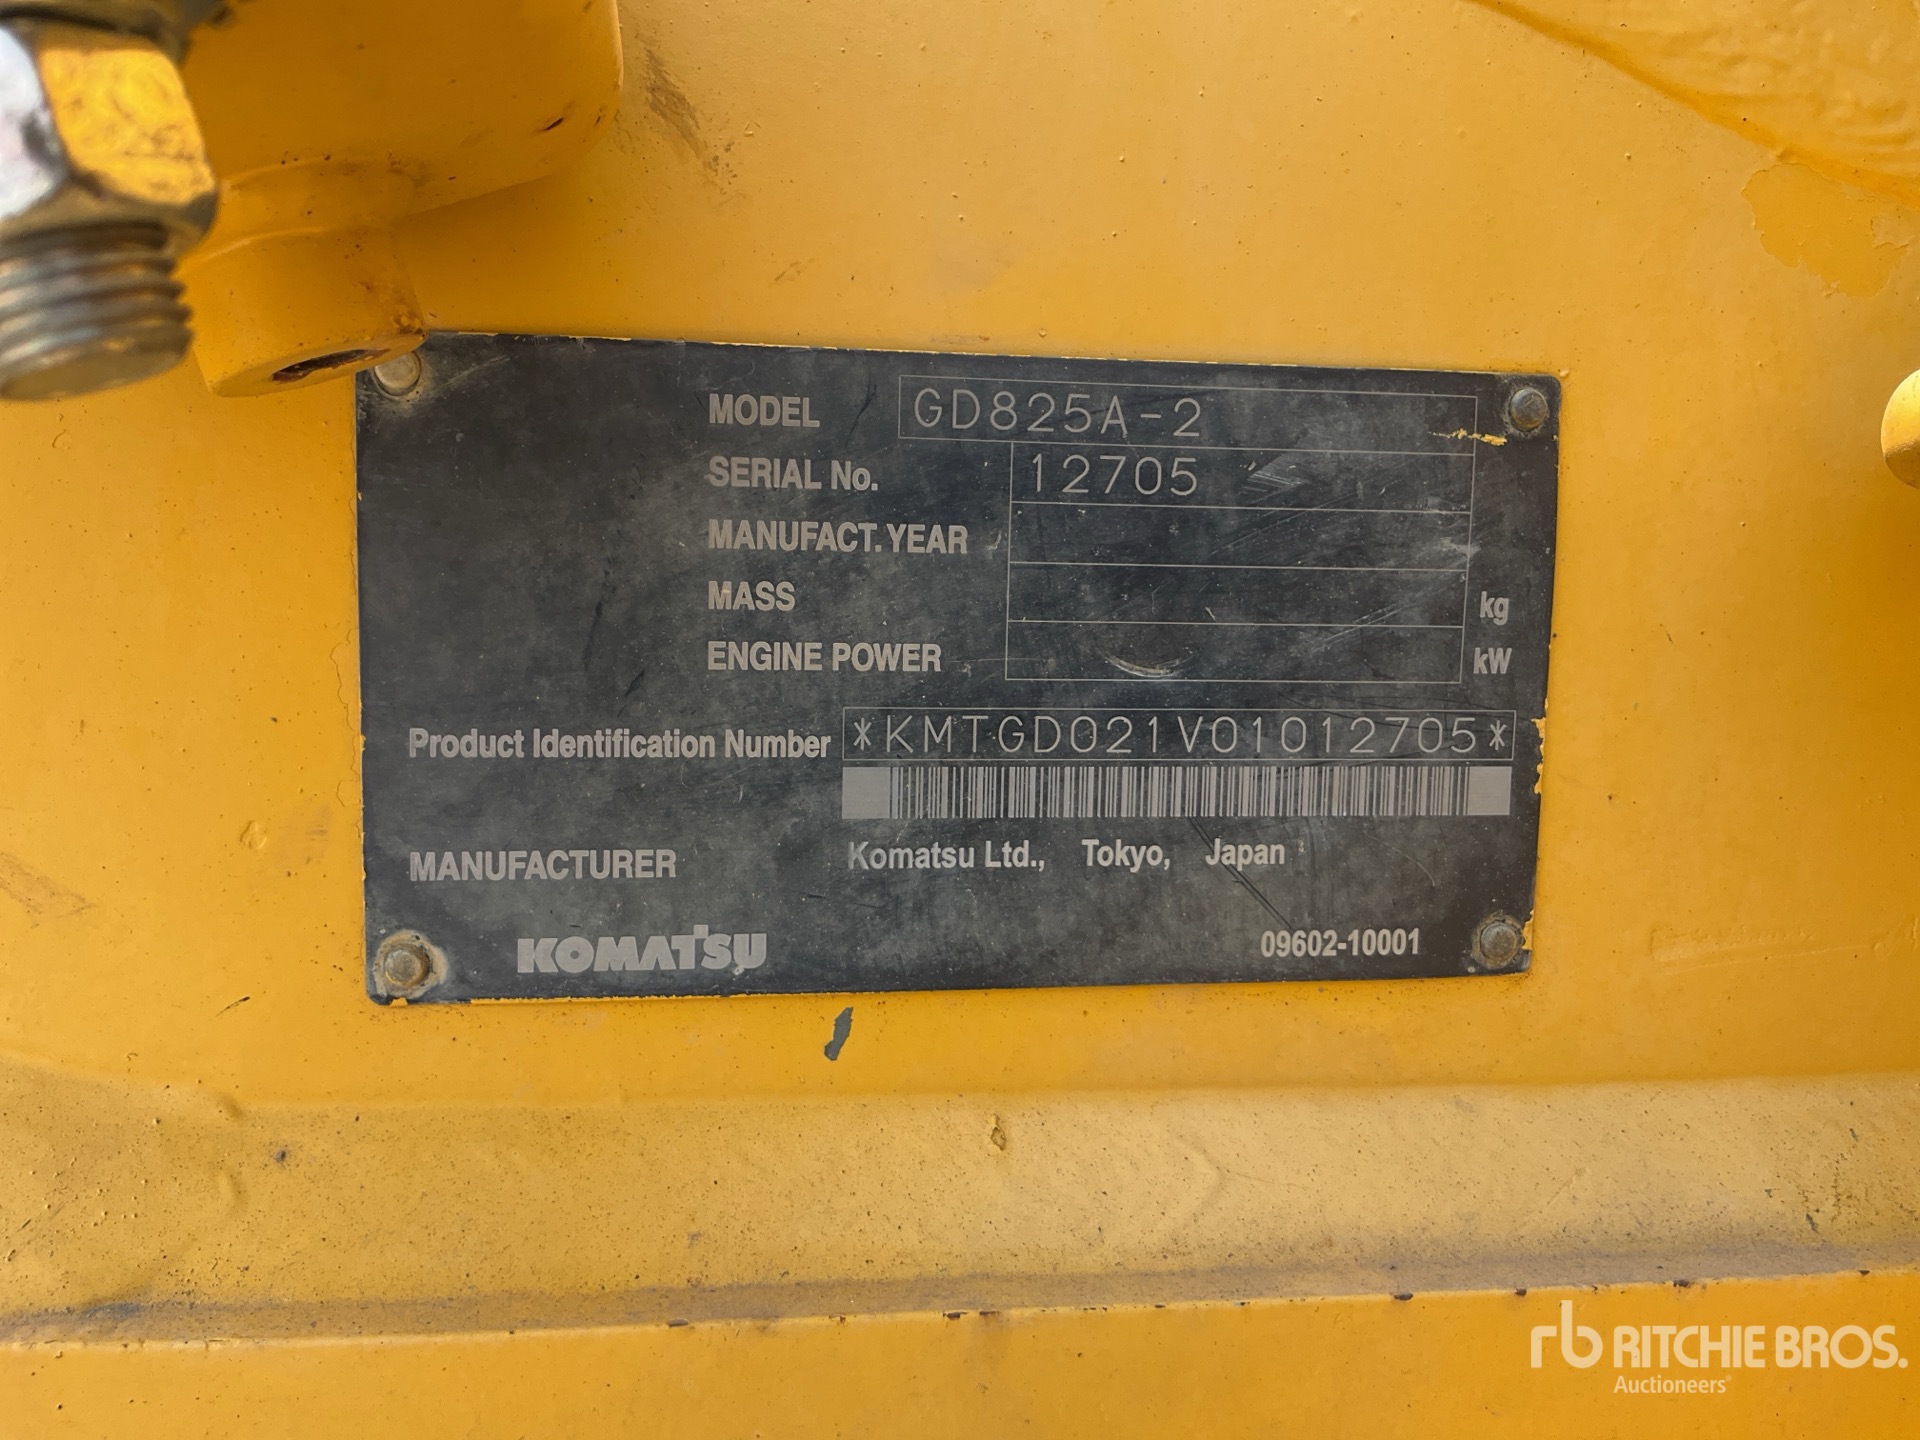 MODEL GD825A-2
SERIAL No. 12705
MANUFACT. YEAR
MASS kg
ENGINE POWER kW
Product Identification Number *KMTGD021V01012705*
MANUFACTURER Komatsu Ltd., Tokyo, Japan
KOMATSU 09602-10001
rb RITCHIE BROS.
Auctioneers